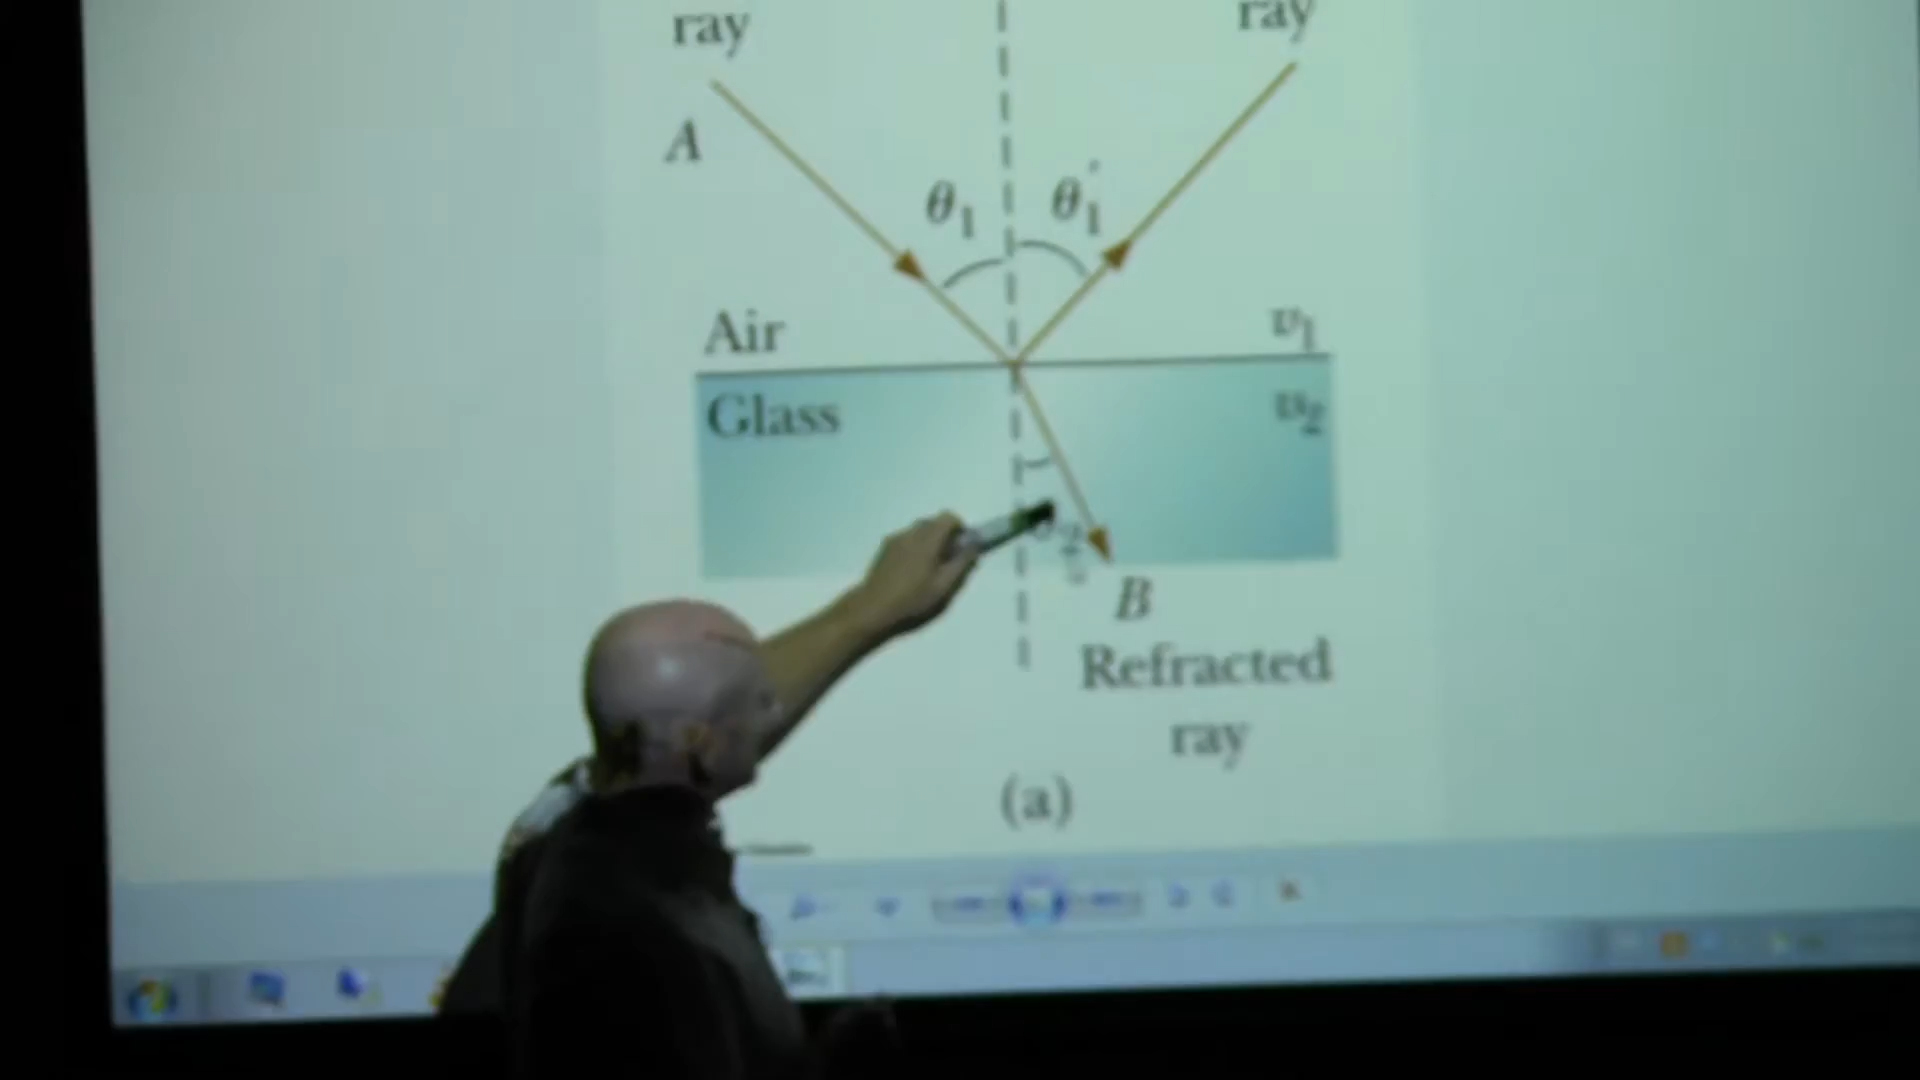 ray
ray
A
θ1
θ1′
Air
v1
Glass
v2
B
Refracted
ray
(a)